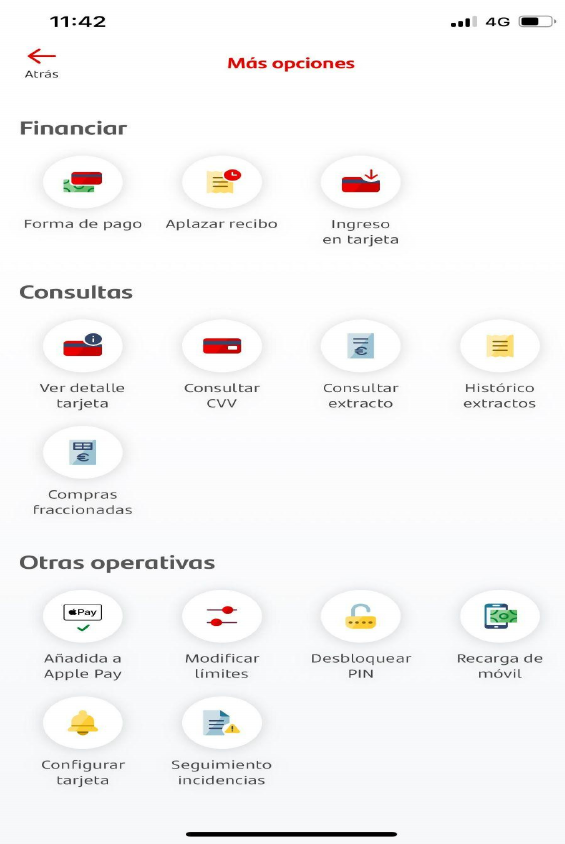 11:42
4G
Atrás
Más opciones
Financiar
Forma de pago
Aplazar recibo
Ingreso
en tarjeta
Consultas
Ver detalle
tarjeta
Consultar
CVV
Consultar
extracto
Histórico
extractos
Compras
fraccionadas
Otras operativas
Pay
Añadida a
Apple Pay
Modificar
límites
Desbloquear
PIN
Recarga de
móvil
Configurar
tarjeta
Seguimiento
incidencias